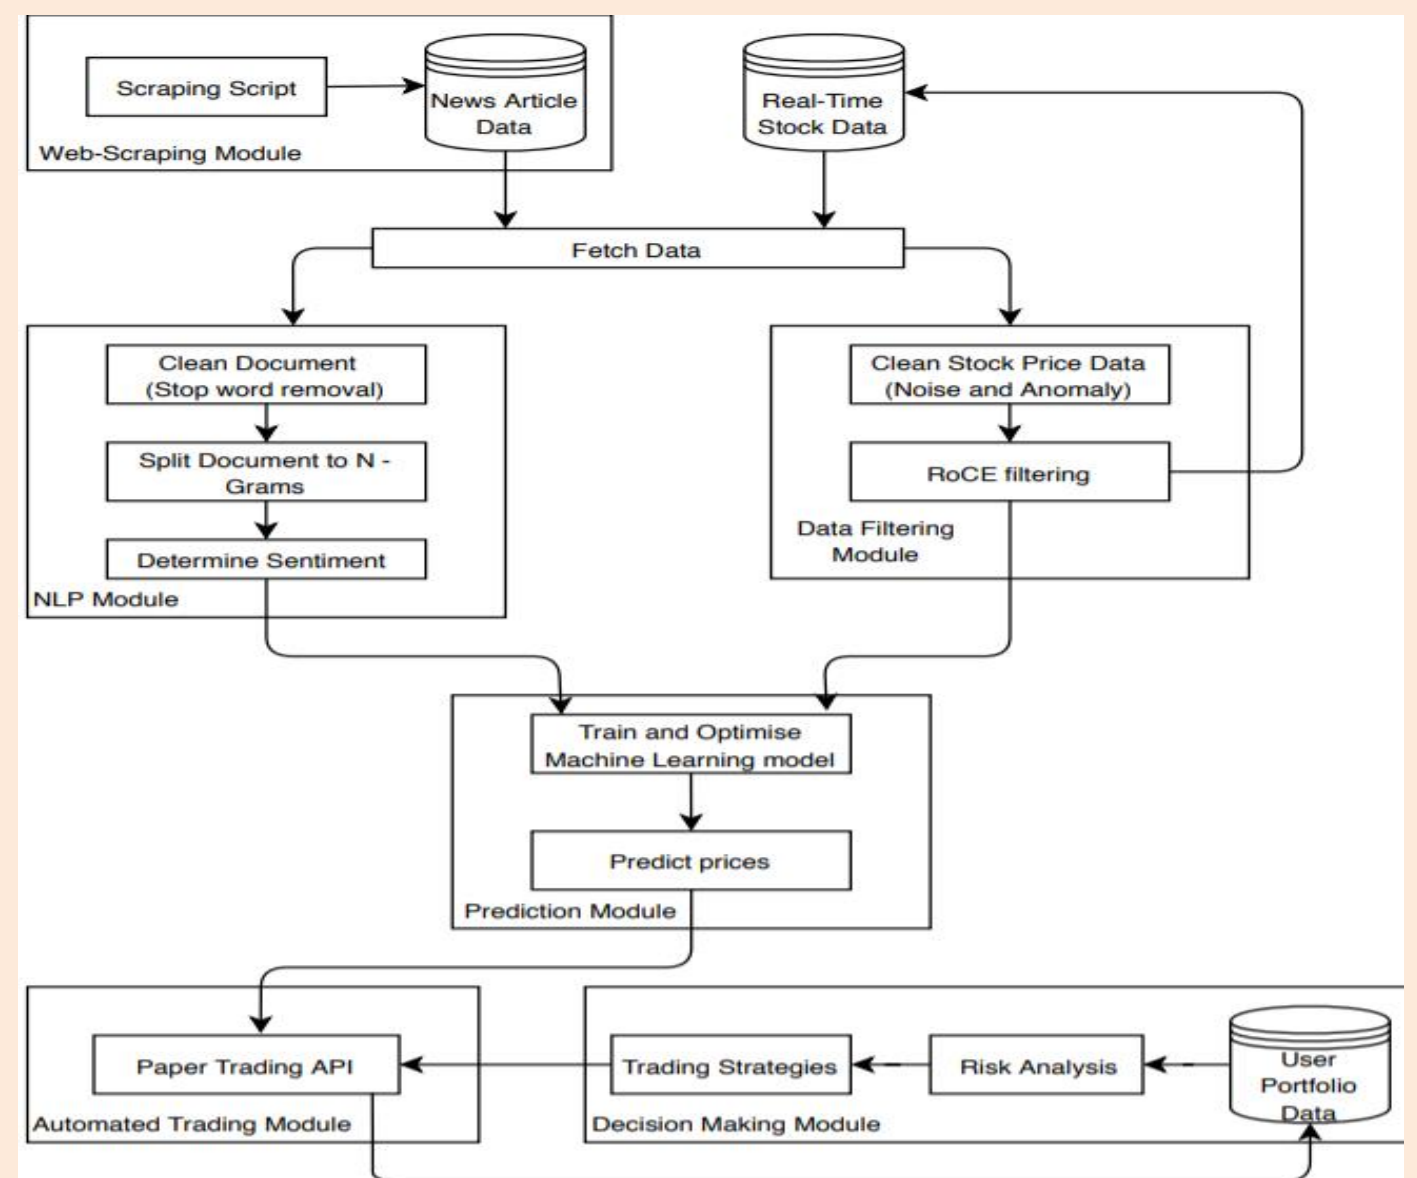 Scraping Script
News Article
Data
Web-Scraping Module
Real-Time
Stock Data
Fetch Data
Clean Document
(Stop word removal)
Split Document to N -
Grams
Determine Sentiment
NLP Module
Clean Stock Price Data
(Noise and Anomaly)
RoCE filtering
Data Filtering
Module
Train and Optimise
Machine Learning model
Predict prices
Prediction Module
Paper Trading API
Automated Trading Module
Trading Strategies
Risk Analysis
User
Portfolio
Data
Decision Making Module